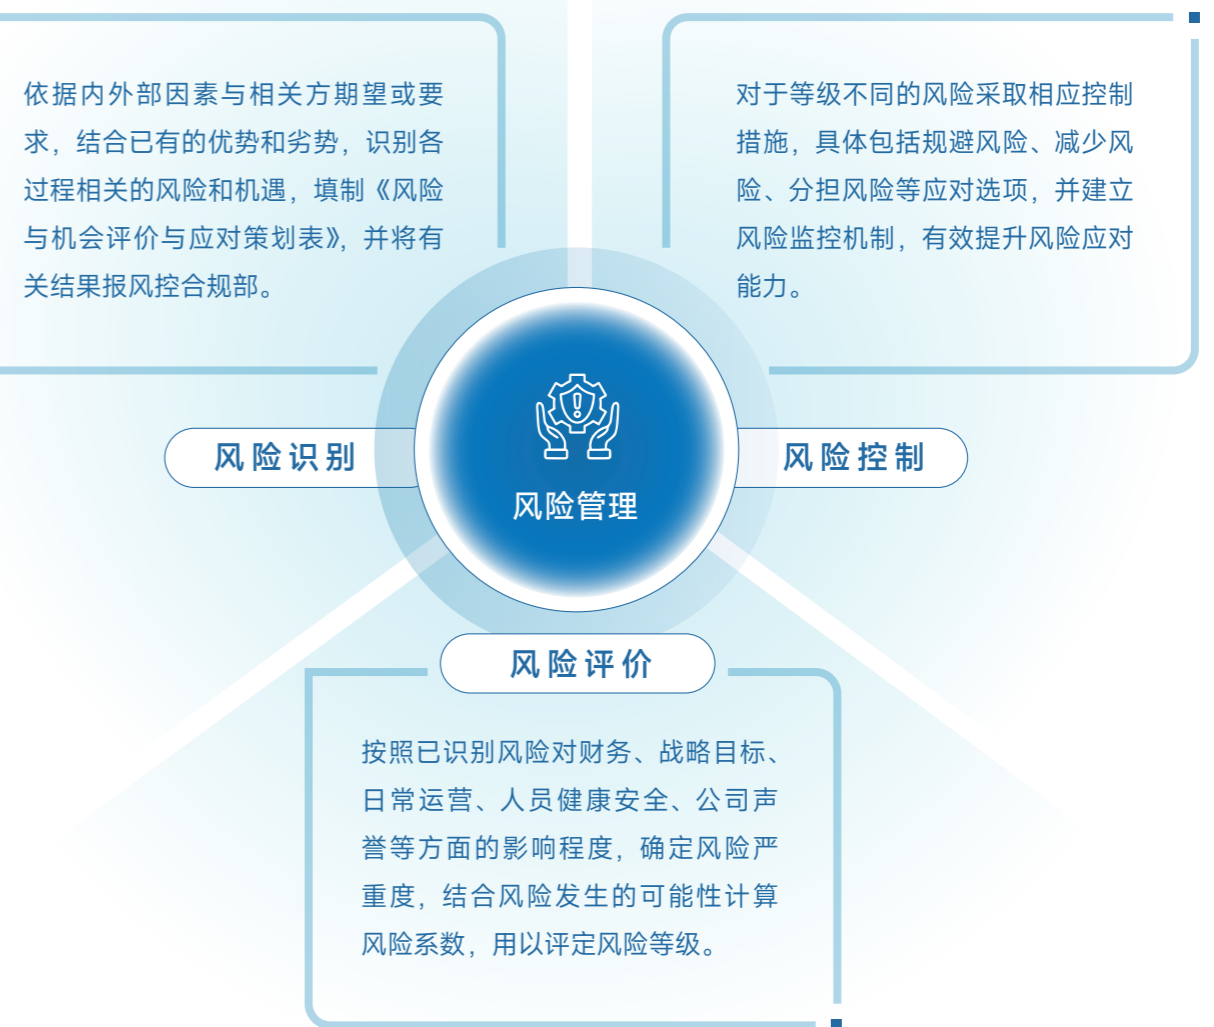 依据内外部因素与相关方期望或要
求，结合已有的优势和劣势，识别各
过程相关的风险和机遇，填制《风险
与机会评价与应对策划表》，并将有
关结果报风控合规部。
风险识别
对于等级不同的风险采取相应控制
措施，具体包括规避风险、减少风
险、分担风险等应对选项，并建立
风险监控机制，有效提升风险应对
能力。
风险控制
风险管理
风险评价
按照已识别风险对财务、战略目标、
日常运营、人员健康安全、公司声
誉等方面的影响程度，确定风险严
重度，结合风险发生的可能性计算
风险系数，用以评定风险等级。